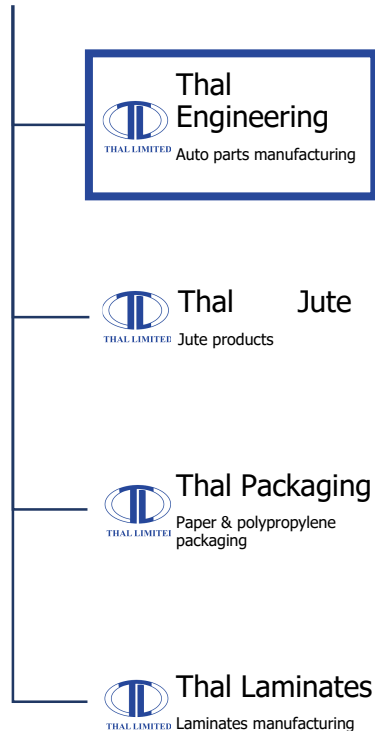 Thal
Engineering
THAL LIMITED
Auto parts manufacturing
Thal Jute
THAL LIMITED
Jute products
Thal Packaging
THAL LIMITEI
Paper & polypropylene
packaging
Thal Laminates
THAL LIMITED
Laminates manufacturing